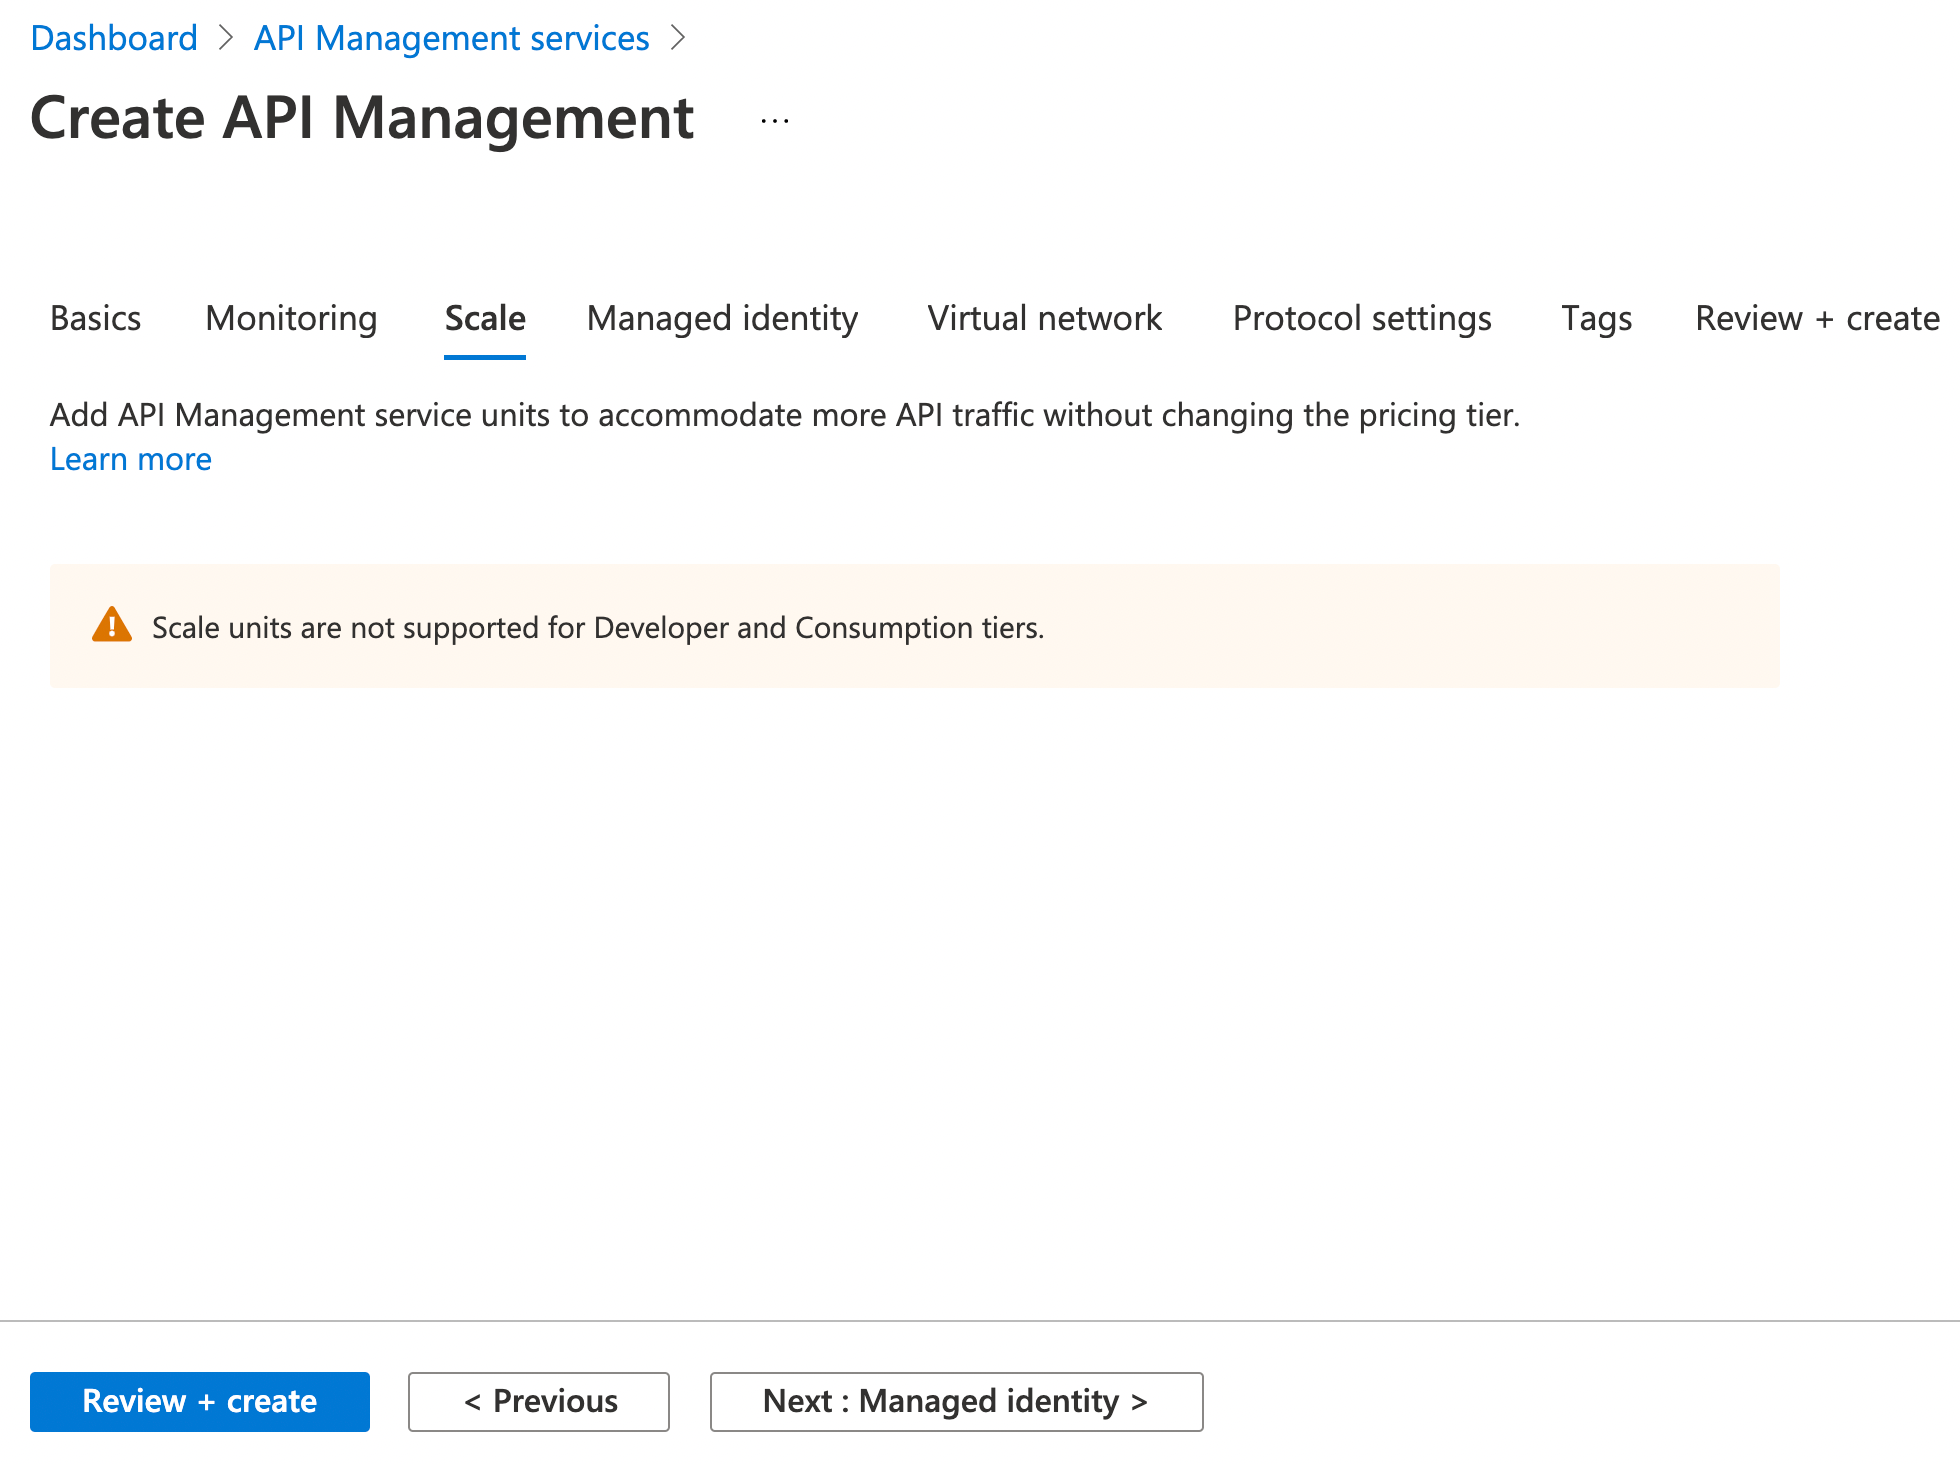 Dashboard > API Management services >
Create API Management ...
Basics Monitoring Scale Managed identity Virtual network Protocol settings Tags Review + create
Add API Management service units to accommodate more API traffic without changing the pricing tier.
Learn more
Scale units are not supported for Developer and Consumption tiers.
Review + create < Previous Next : Managed identity >